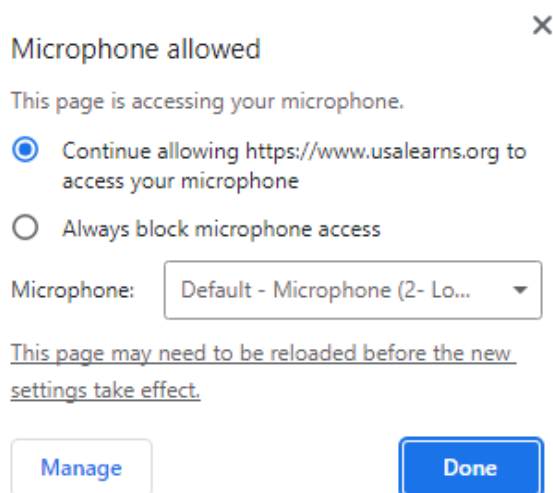 Microphone allowed
This page is accessing your microphone.
Continue allowing https://www.usalearns.org to
access your microphone
Always block microphone access
Microphone: Default - Microphone (2- Lo...
This page may need to be reloaded before the new
settings take effect.
Manage Done